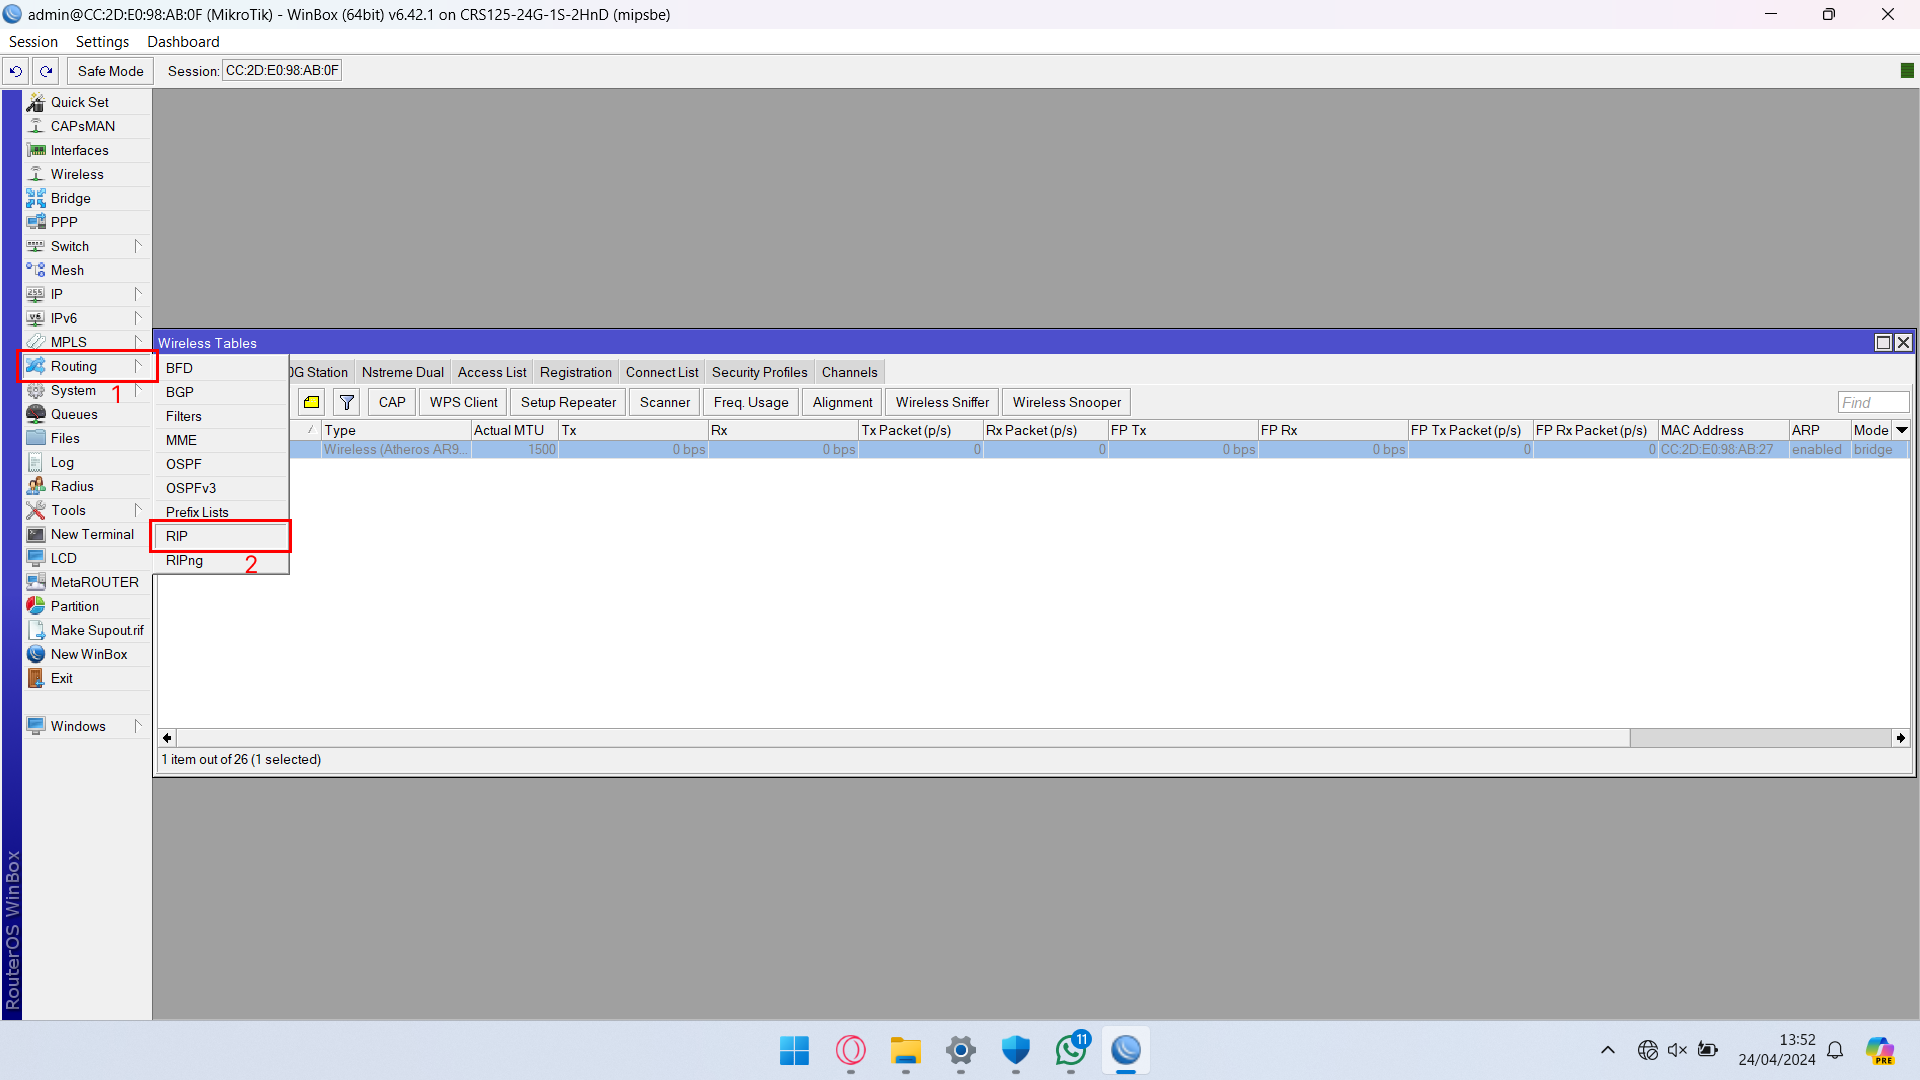 admin@CC:2D:E0:98:AB:0F (MikroTik) - WinBox (64bit) v6.42.1 on CRS125-24G-1S-2HnD (mipsbe)
Session Settings Dashboard
Safe Mode Session: CC:2D:E0:98:AB:0F
Quick Set
CAPsMAN
Interfaces
Wireless
Bridge
PPP
Switch
Mesh
IP
IPv6
MPLS
Routing
System 1
Queues
Files
Log
Radius
Tools
New Terminal
LCD
MetaROUTER
Partition
Make Supout.rif
New WinBox
Exit
Windows
RouterOS WinBox
BFD
BGP
Filters
MME
OSPF
OSPFv3
Prefix Lists
RIP
RIPng 2
Wireless Tables
0G Station Nstreme Dual Access List Registration Connect List Security Profiles Channels
CAP WPS Client Setup Repeater Scanner Freq. Usage Alignment Wireless Sniffer Wireless Snooper Find
Type Actual MTU Tx Rx Tx Packet (p/s) Rx Packet (p/s) FP Tx FP Rx FP Tx Packet (p/s) FP Rx Packet (p/s) MAC Address ARP Mode
Wireless (Atheros AR9... 1500 0 bps 0 bps 0 0 0 bps 0 bps 0 0 CC:2D:E0:98:AB:27 enabled bridge
1 item out of 26 (1 selected)
11
13:52
24/04/2024
PRE